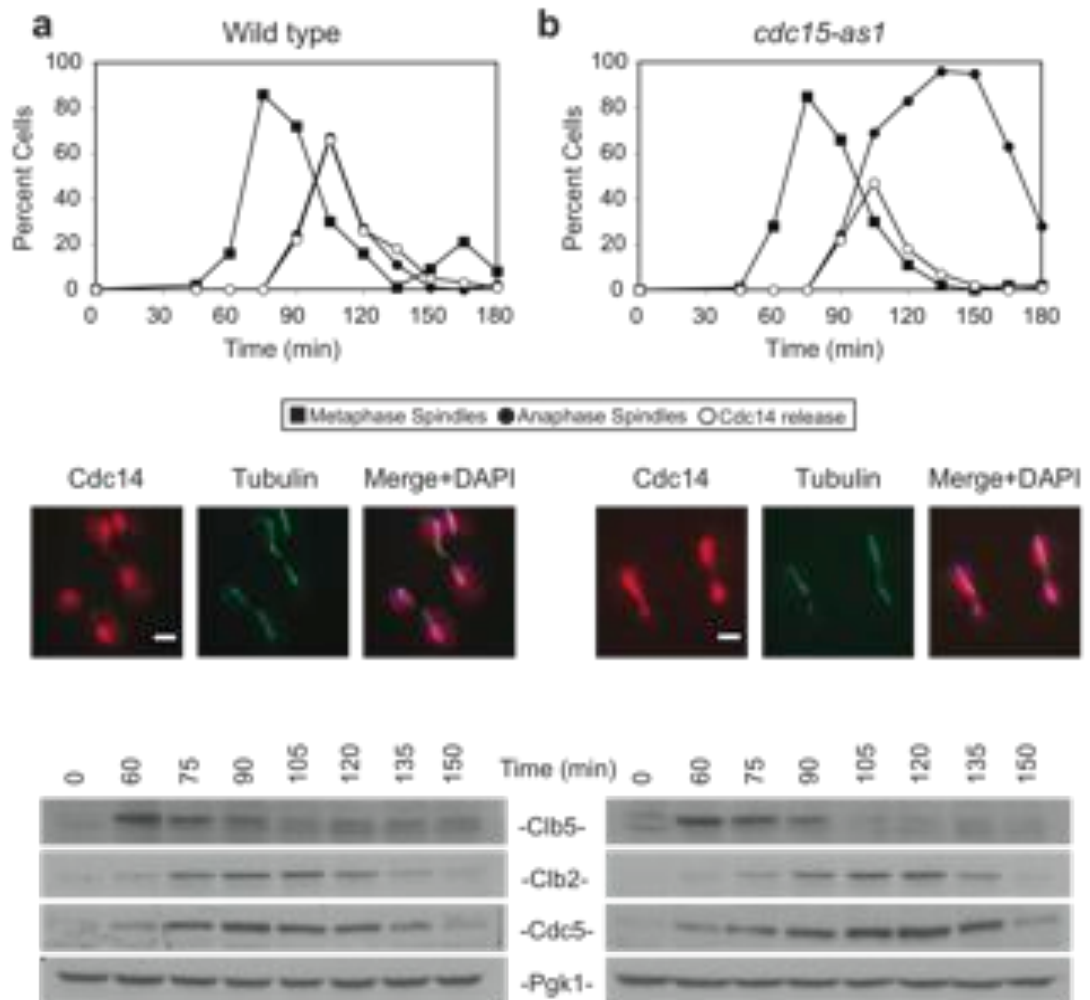 a Wild type
b cdc15-as1
Percent Cells
100
80
60
40
20
0
0 30 60 90 120 150 180
Time (min)
Percent Cells
100
80
60
40
20
0
0 30 60 90 120 150 180
Time (min)
Metaphase Spindles Anaphase Spindles Cdc14 release
Cdc14 Tubulin Merge+DAPI
Cdc14 Tubulin Merge+DAPI
0 60 75 90 105 120 135 150 Time (min) 0 60 75 90 105 120 135 150
-Clb5-
-Clb2-
-Cdc5-
-Pgk1-